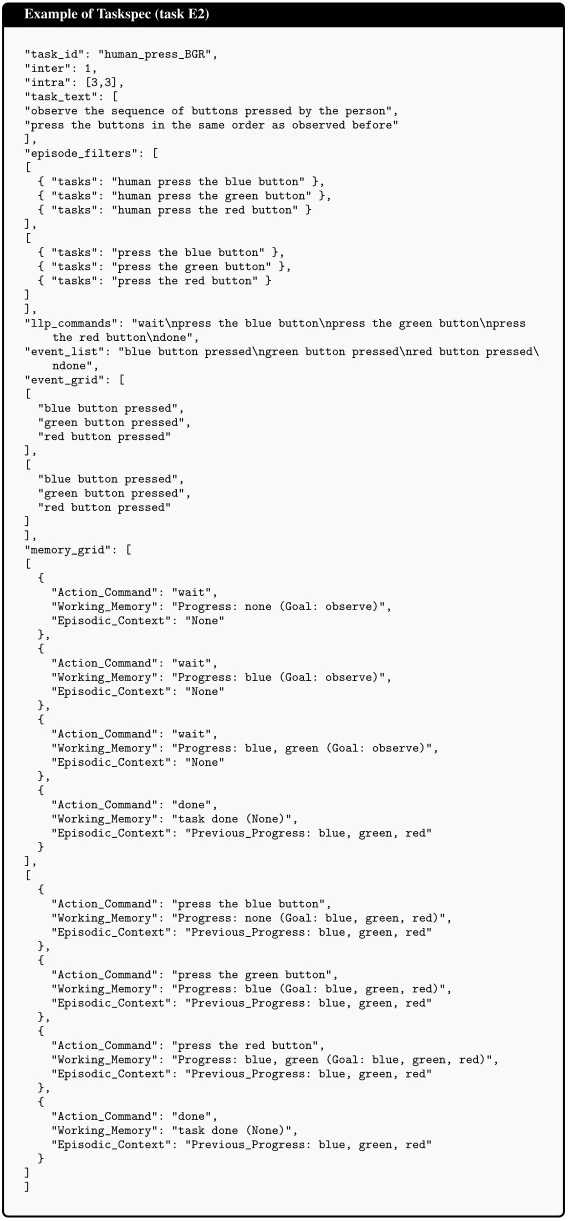 Example of Taskspec (task E2)
"task_id": "human_press_BGR",
"inter": 1,
"intra": [3,3],
"task_text": [
"observe the sequence of buttons pressed by the person",
"press the buttons in the same order as observed before"
],
"episode_filters": [
[
{ "tasks": "human press the blue button" },
{ "tasks": "human press the green button" },
{ "tasks": "human press the red button" }
],
[
{ "tasks": "press the blue button" },
{ "tasks": "press the green button" },
{ "tasks": "press the red button" }
]
],
"llp_commands": "wait\npress the blue button\npress the green button\npress
the red button\ndone",
"event_list": "blue button pressed\ngreen button pressed\nred button pressed\
ndone",
"event_grid": [
[
"blue button pressed",
"green button pressed",
"red button pressed"
],
[
"blue button pressed",
"green button pressed",
"red button pressed"
]
],
"memory_grid": [
[
{
"Action_Command": "wait",
"Working_Memory": "Progress: none (Goal: observe)",
"Episodic_Context": "None"
},
{
"Action_Command": "wait",
"Working_Memory": "Progress: blue (Goal: observe)",
"Episodic_Context": "None"
},
{
"Action_Command": "wait",
"Working_Memory": "Progress: blue, green (Goal: observe)",
"Episodic_Context": "None"
},
{
"Action_Command": "done",
"Working_Memory": "task done (None)",
"Episodic_Context": "Previous_Progress: blue, green, red"
}
],
[
{
"Action_Command": "press the blue button",
"Working_Memory": "Progress: none (Goal: blue, green, red)",
"Episodic_Context": "Previous_Progress: blue, green, red"
},
{
"Action_Command": "press the green button",
"Working_Memory": "Progress: blue (Goal: blue, green, red)",
"Episodic_Context": "Previous_Progress: blue, green, red"
},
{
"Action_Command": "press the red button",
"Working_Memory": "Progress: blue, green (Goal: blue, green, red)",
"Episodic_Context": "Previous_Progress: blue, green, red"
},
{
"Action_Command": "done",
"Working_Memory": "task done (None)",
"Episodic_Context": "Previous_Progress: blue, green, red"
}
]
]